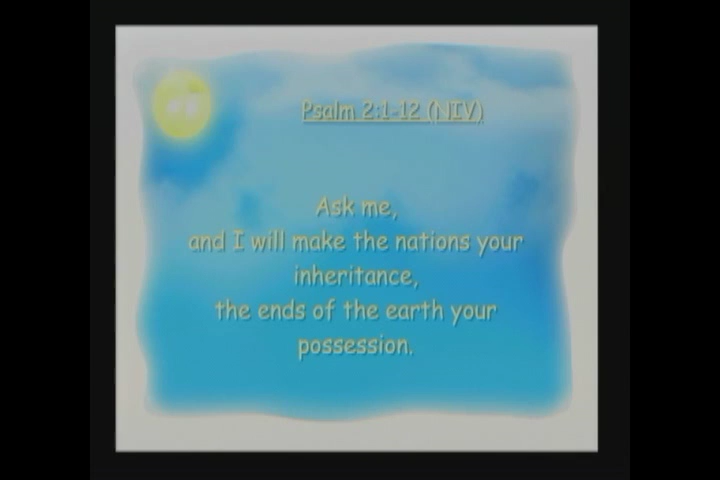 Psalm 2:1-12 (NIV)
Ask me,
and I will make the nations your
inheritance,
the ends of the earth your
possession.